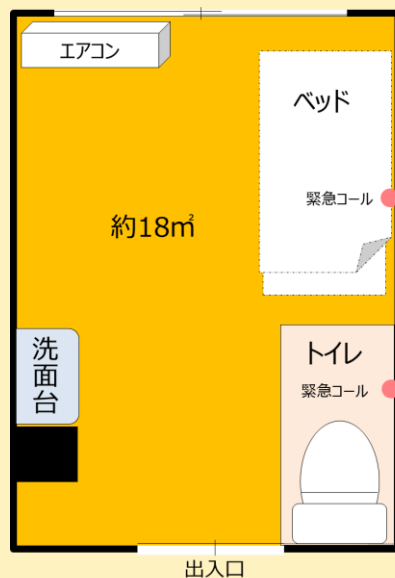 エアコン
ベッド
緊急コール
約18㎡
洗面台
トイレ
緊急コール
出入口